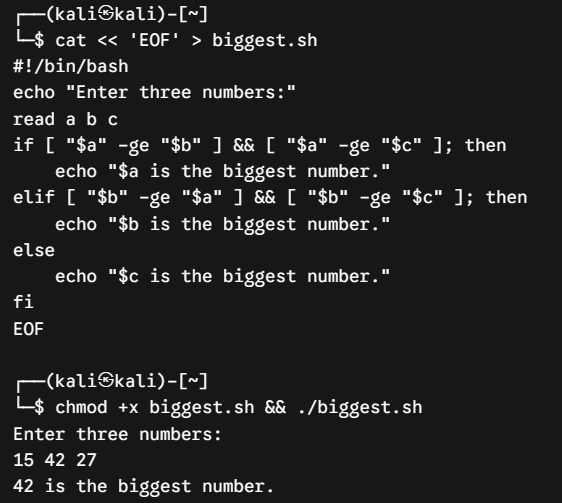 ┌──(kali㉿kali)-[~]
└─$ cat << 'EOF' > biggest.sh
#!/bin/bash
echo "Enter three numbers:"
read a b c
if [ "$a" -ge "$b" ] && [ "$a" -ge "$c" ]; then
    echo "$a is the biggest number."
elif [ "$b" -ge "$a" ] && [ "$b" -ge "$c" ]; then
    echo "$b is the biggest number."
else
    echo "$c is the biggest number."
fi
EOF
┌──(kali㉿kali)-[~]
└─$ chmod +x biggest.sh && ./biggest.sh
Enter three numbers:
15 42 27
42 is the biggest number.